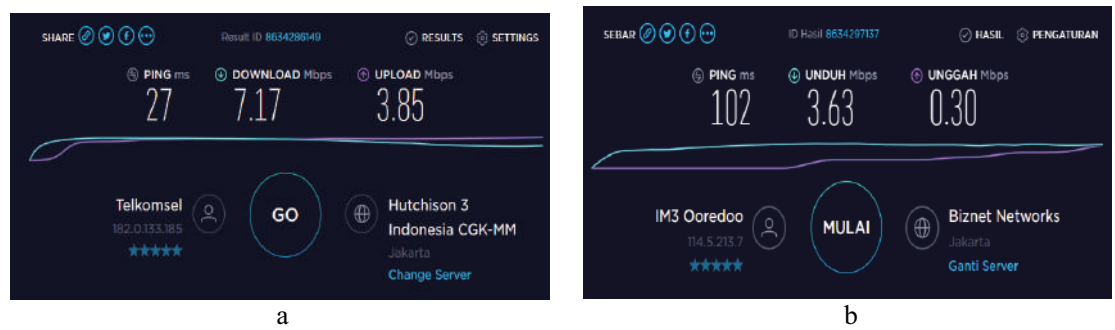 SHARE
Result ID 8634286149
RESULTS
SETTINGS
PING ms
DOWNLOAD Mbps
UPLOAD Mbps
27
7.17
3.85
Telkomsel
182.0.133.185
GO
Hutchison 3
Indonesia CGK-MM
Jakarta
Change Server
a
SEBAR
ID Hasil 8634297137
HASIL
PENGATURAN
PING ms
UNDUH Mbps
UNGGAH Mbps
102
3.63
0.30
IM3 Ooredoo
114.5.213.7
MULAI
Biznet Networks
Jakarta
Ganti Server
b